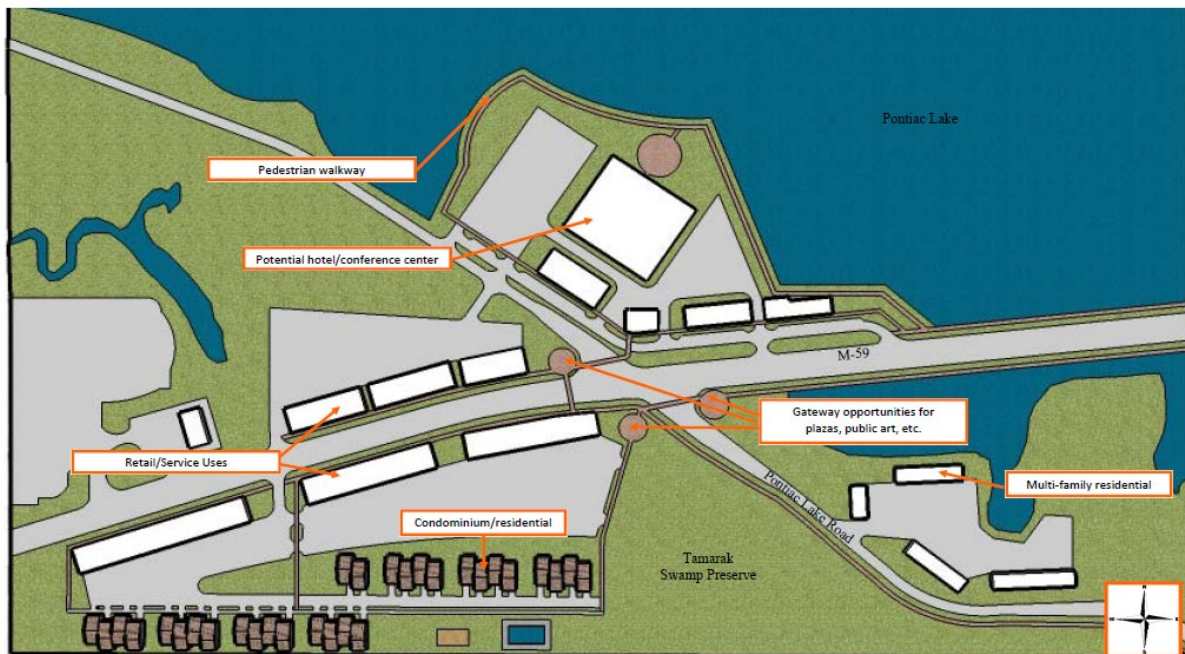 Pontiac Lake
Pedestrian walkway
Potential hotel/conference center
M-59
Gateway opportunities for
plazas, public art, etc.
Retail/Service Uses
Multi-family residential
Pontiac Lake Road
Condominium/residential
Tamarak
Swamp Preserve